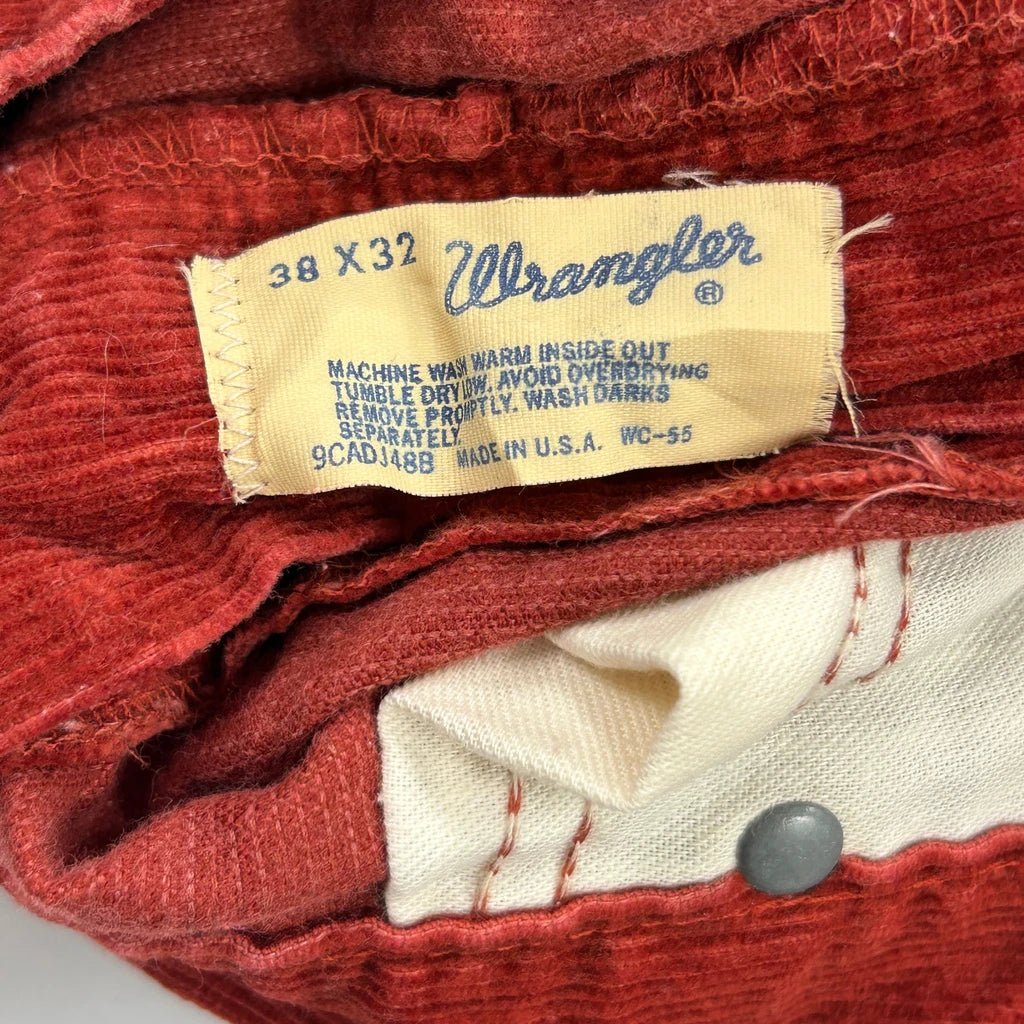 38 X 32 Wrangler ®
MACHINE WASH WARM INSIDE OUT
TUMBLE DRY LOW. AVOID OVERDRYING
REMOVE PROMPTLY. WASH DARKS
SEPARATELY.
9CADJ48B MADE IN U.S.A. WC-55